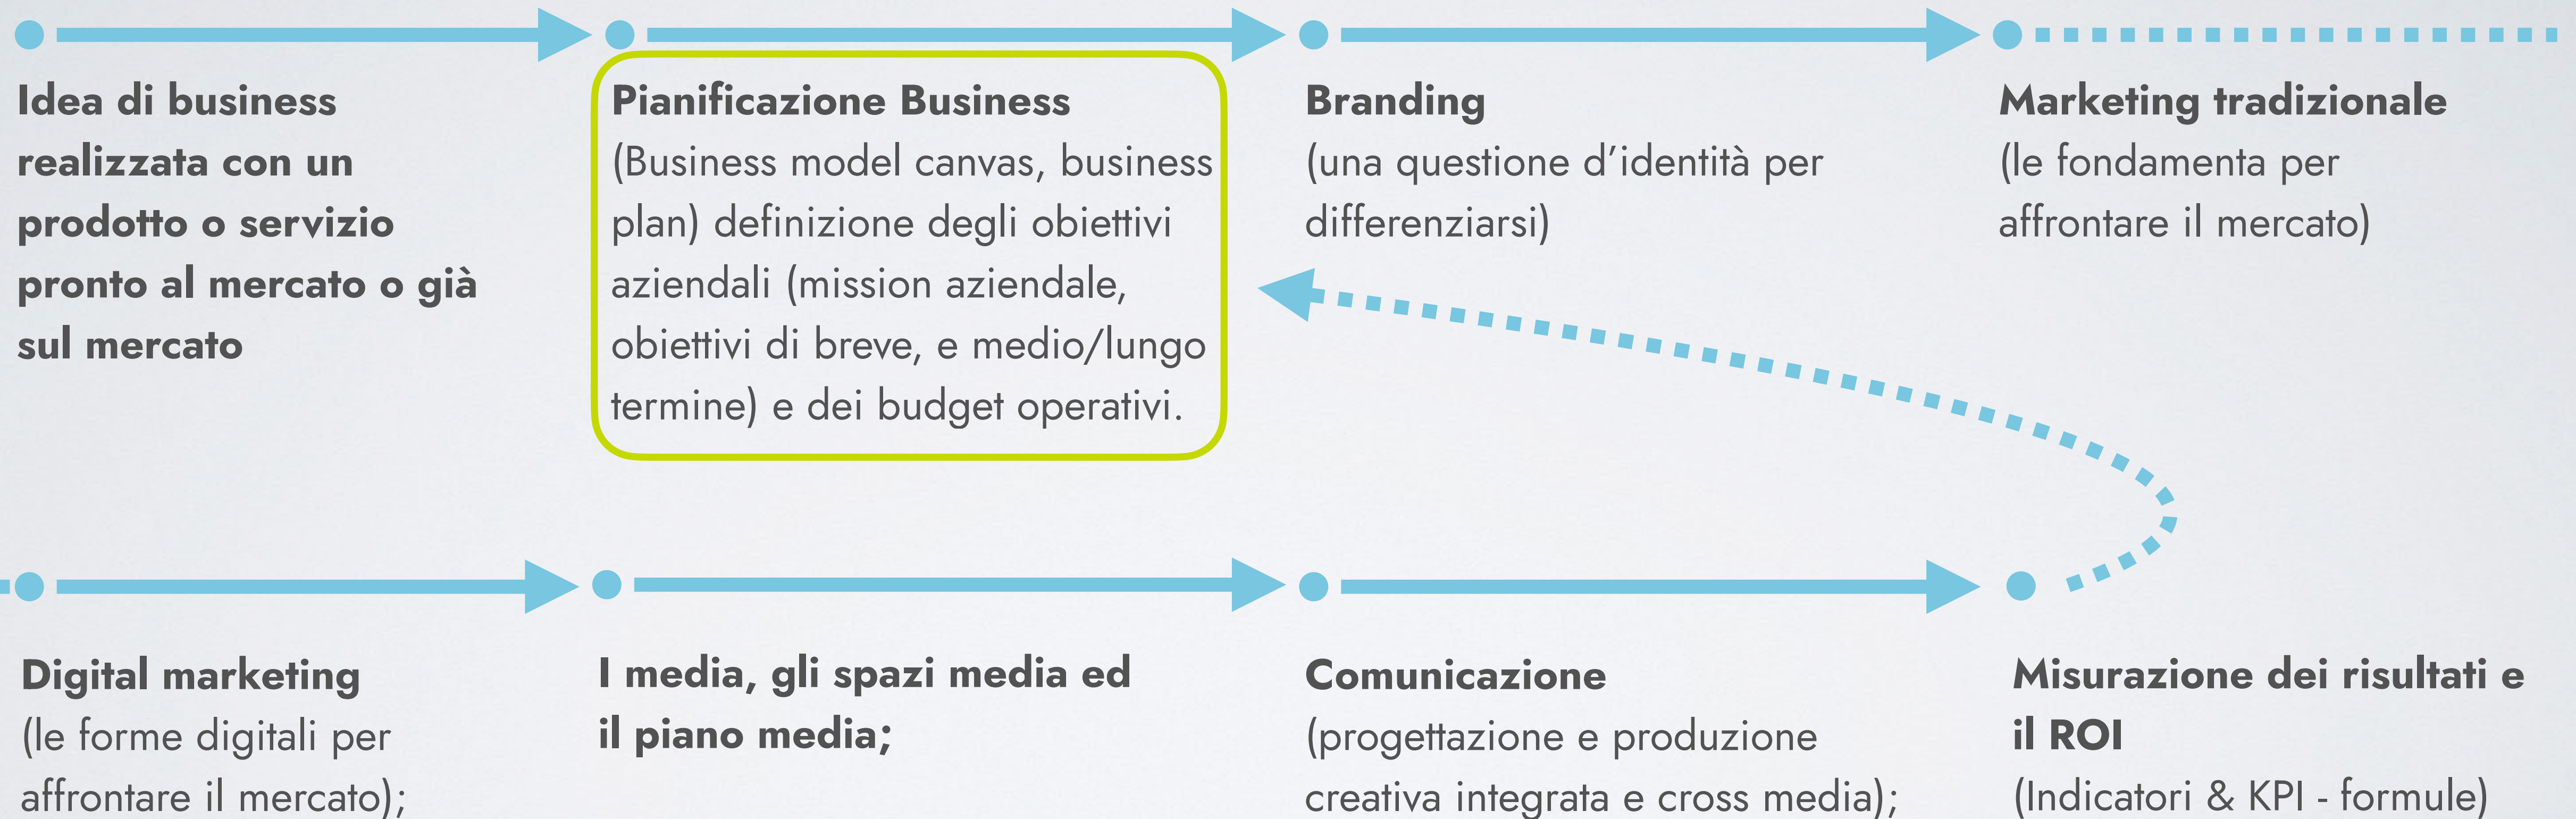 Idea di business
realizzata con un
prodotto o servizio
pronto al mercato o già
sul mercato
Pianificazione Business
(Business model canvas, business
plan) definizione degli obiettivi
aziendali (mission aziendale,
obiettivi di breve, e medio/lungo
termine) e dei budget operativi.
Branding
(una questione d’identità per
differenziarsi)
Marketing tradizionale
(le fondamenta per
affrontare il mercato)
Digital marketing
(le forme digitali per
affrontare il mercato);
I media, gli spazi media ed
il piano media;
Comunicazione
(progettazione e produzione
creativa integrata e cross media);
Misurazione dei risultati e
il ROI
(Indicatori & KPI - formule)